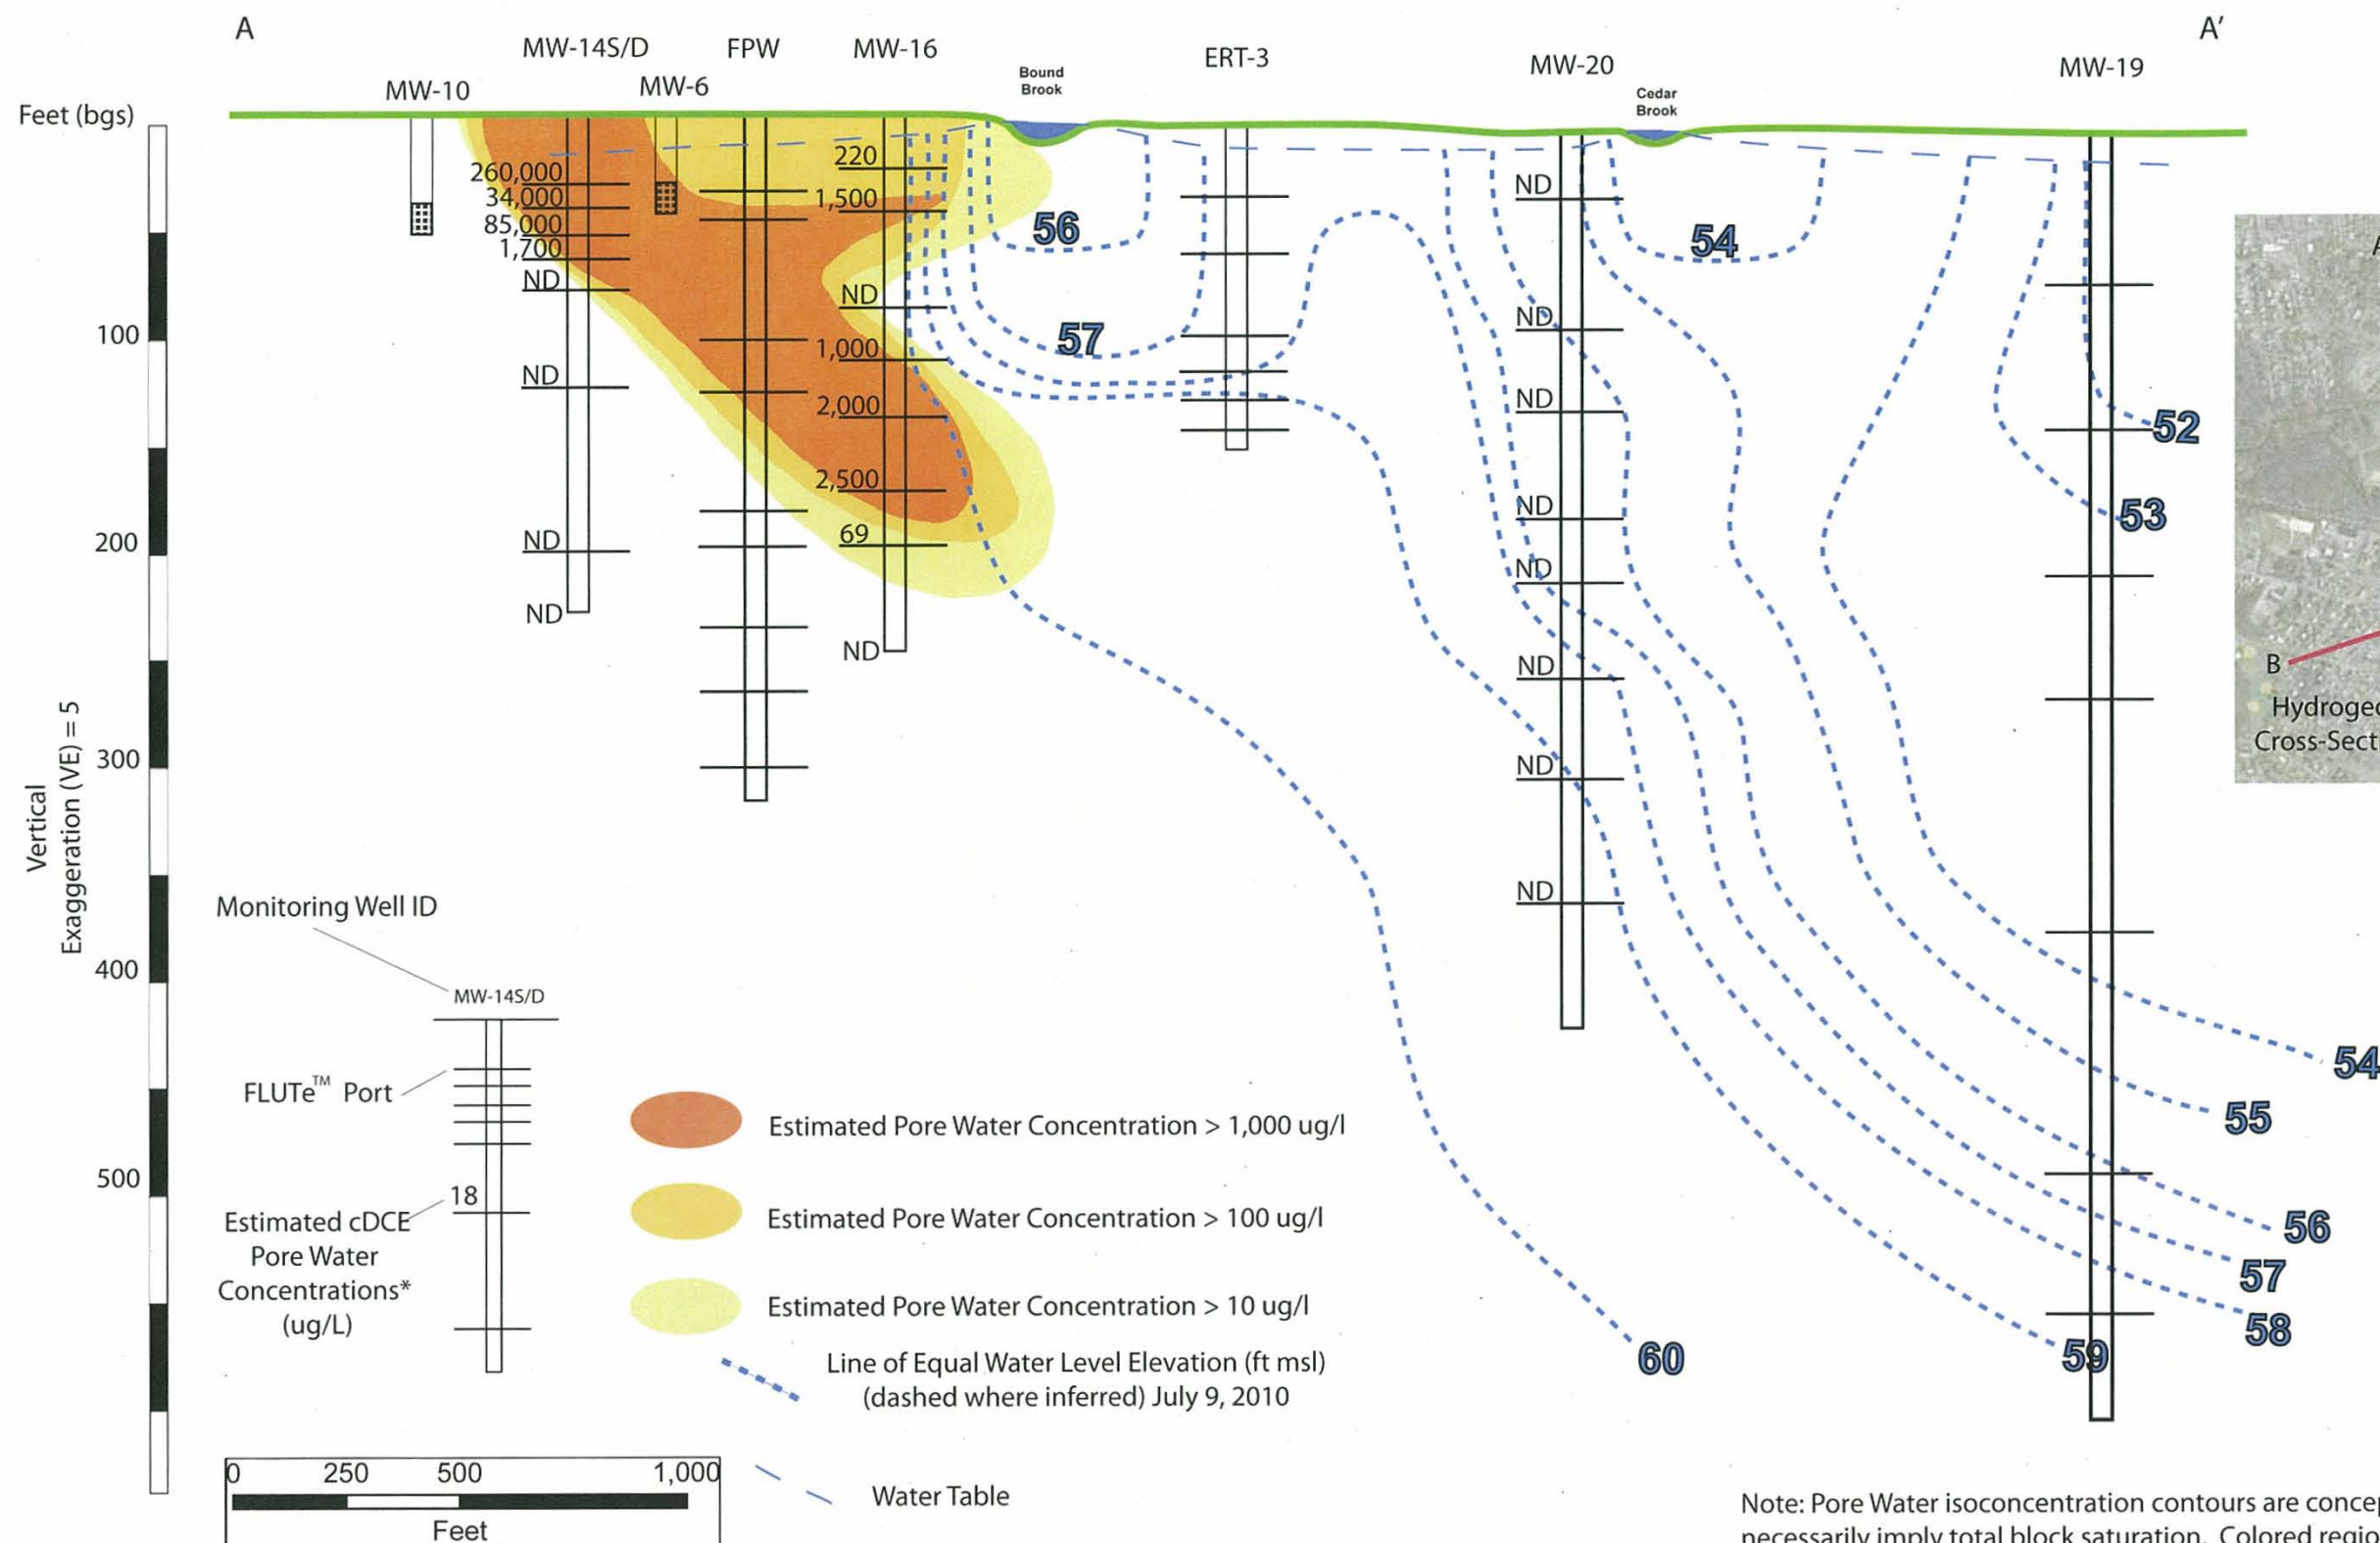 A
A'
MW-14S/D
FPW
MW-16
ERT-3
MW-20
MW-19
MW-10
MW-6
Bound
Brook
Cedar
Brook
Feet (bgs)
260,000
34,000
85,000
1,700
ND
ND
ND
ND
220
1,500
ND
1,000
2,000
2,500
69
ND
ND
ND
ND
ND
ND
ND
ND
ND
56
57
54
52
53
54
55
56
57
58
59
60
100
200
300
400
500
Vertical
Exaggeration (VE) = 5
B
Monitoring Well ID
MW-14S/D
FLUTe™ Port
18
Estimated cDCE
Pore Water
Concentrations*
(ug/L)
Estimated Pore Water Concentration > 1,000 ug/l
Estimated Pore Water Concentration > 100 ug/l
Estimated Pore Water Concentration > 10 ug/l
Line of Equal Water Level Elevation (ft msl)
(dashed where inferred) July 9, 2010
Water Table
0 250 500 1,000
Feet
Note: Pore Water isoconcentration contours are
necessarily imply total block saturation. Colored